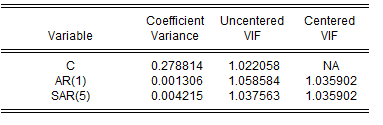 Coefficient Uncentered Centered
Variable Variance VIF VIF
C 0.278814 1.022058 NA
AR(1) 0.001306 1.058584 1.035902
SAR(5) 0.004215 1.037563 1.035902